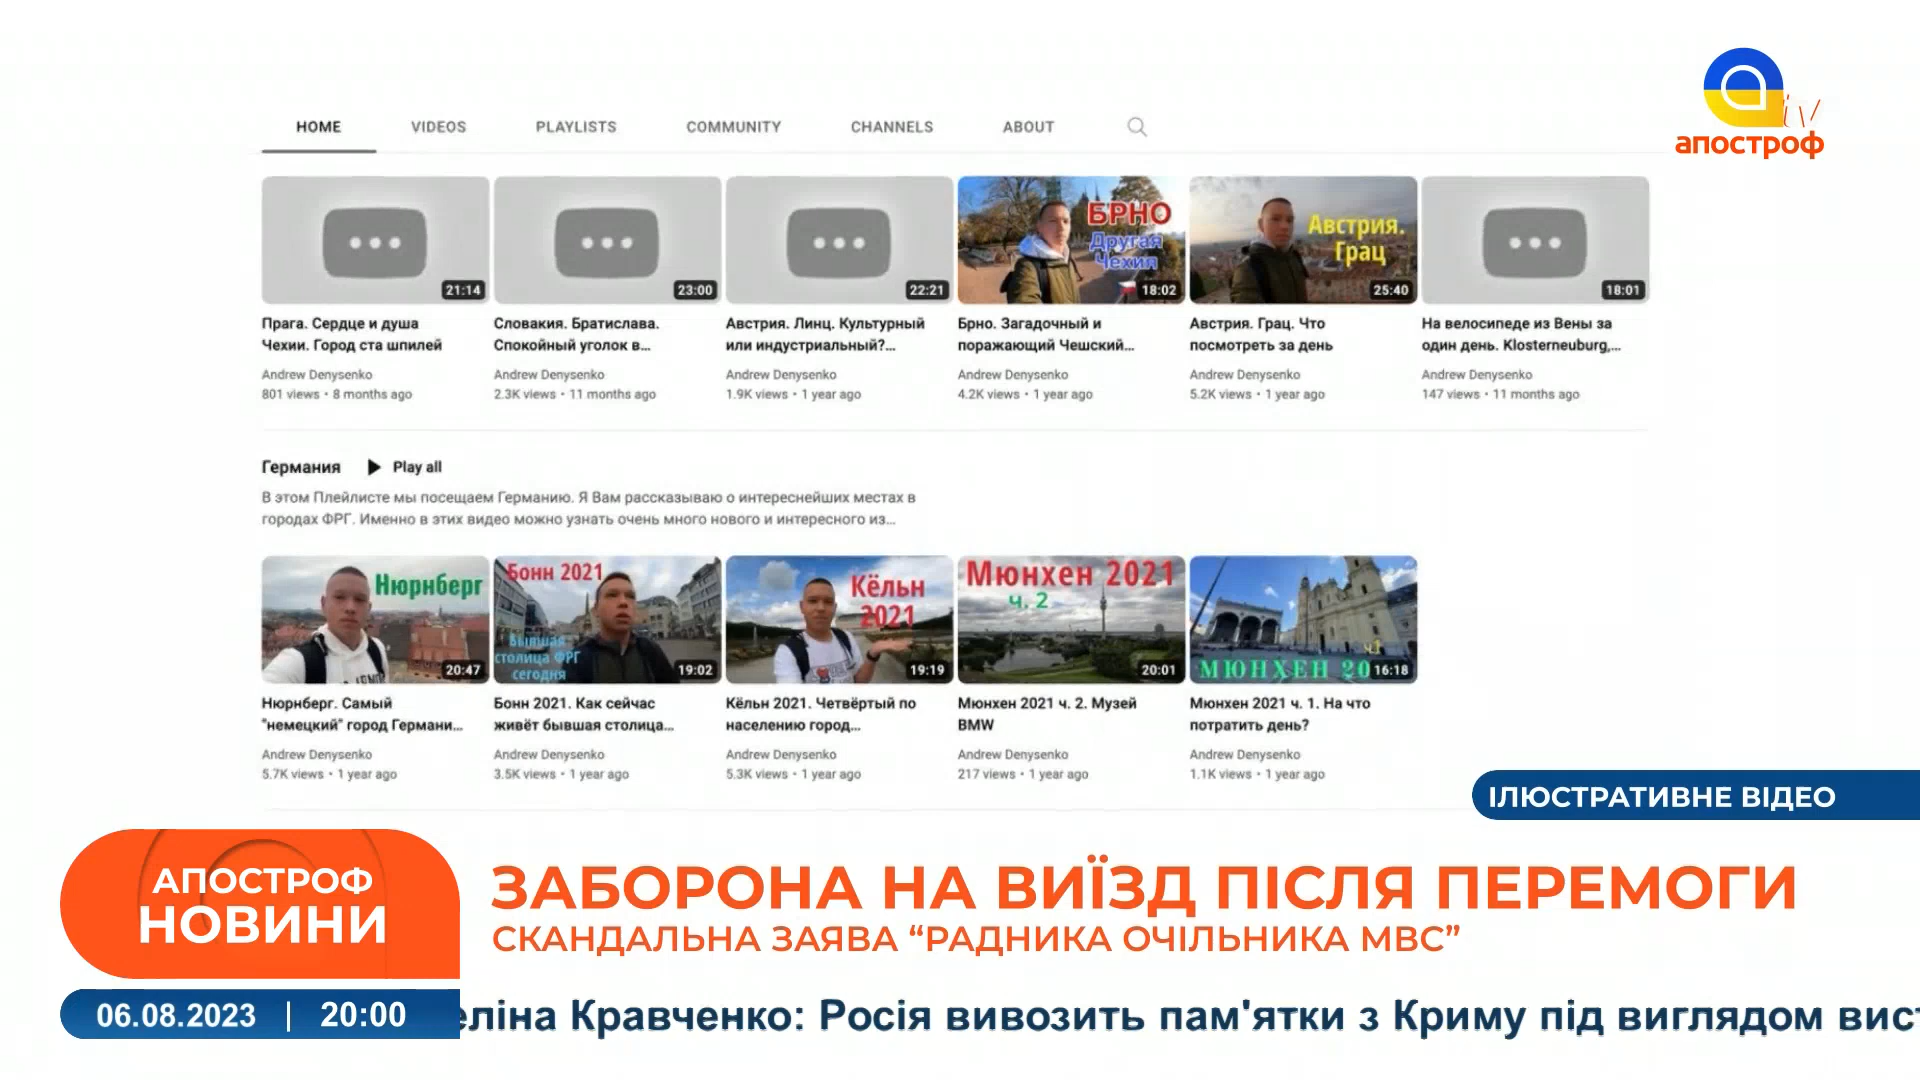 HOME VIDEOS PLAYLISTS COMMUNITY CHANNELS ABOUT
tv
апостроф
БРНО
Другая
Чехия
Австрия.
Грац
21:14
23:00
22:21
18:02
25:40
18:01
Прага. Сердце и душа
Чехии. Город ста шпилей
Andrew Denysenko
801 views • 8 months ago
Словакия. Братислава.
Спокойный уголок в...
Andrew Denysenko
2.3K views • 11 months ago
Австрия. Линц. Культурный
или индустриальный?...
Andrew Denysenko
1.9K views • 1 year ago
Брно. Загадочный и
поражающий Чешский...
Andrew Denysenko
4.2K views • 1 year ago
Австрия. Грац. Что
посмотреть за день
Andrew Denysenko
5.2K views • 1 year ago
На велосипеде из Вены за
один день. Klosterneuburg,...
Andrew Denysenko
147 views • 11 months ago
Германия Play all
В этом Плейлисте мы посещаем Германию. Я Вам рассказываю о интереснейших местах в
городах ФРГ. Именно в этих видео можно узнать очень много нового и интересного из...
Нюрнберг
20:47
Бонн 2021
Бывшая
столица ФРГ
сегодня
19:02
Кёльн
2021
19:19
Мюнхен 2021
ч. 2
20:01
ч1
МЮНХЕН 20
16:18
Нюрнберг. Самый
"немецкий" город Германи...
Andrew Denysenko
5.7K views • 1 year ago
Бонн 2021. Как сейчас
живёт бывшая столица...
Andrew Denysenko
3.5K views • 1 year ago
Кёльн 2021. Четвёртый по
населению город...
Andrew Denysenko
5.3K views • 1 year ago
Мюнхен 2021 ч. 2. Музей
BMW
Andrew Denysenko
217 views • 1 year ago
Мюнхен 2021 ч. 1. На что
потратить день?
Andrew Denysenko
1.1K views • 1 year ago
ІЛЮСТРАТИВНЕ ВІДЕО
АПОСТРОФ
НОВИНИ
ЗАБОРОНА НА ВИЇЗД ПІСЛЯ ПЕРЕМОГИ
СКАНДАЛЬНА ЗАЯВА “РАДНИКА ОЧІЛЬНИКА МВС”
06.08.2023 | 20:00
еліна Кравченко: Росія вивозить пам'ятки з Криму під виглядом вист